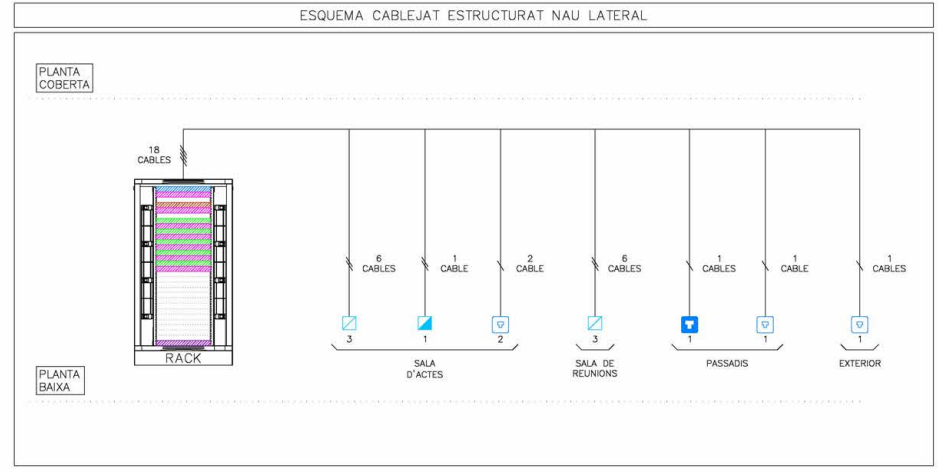 ESQUEMA CABLEJAT ESTRUCTURAT NAU LATERAL
PLANTA
COBERTA
18
CABLES
6
CABLES
1
CABLE
2
CABLE
6
CABLES
1
CABLES
1
CABLE
1
CABLES
3
1
2
3
1
1
1
RACK
SALA
D'ACTES
SALA DE
REUNIONS
PASSADIS
EXTERIOR
PLANTA
BAIXA